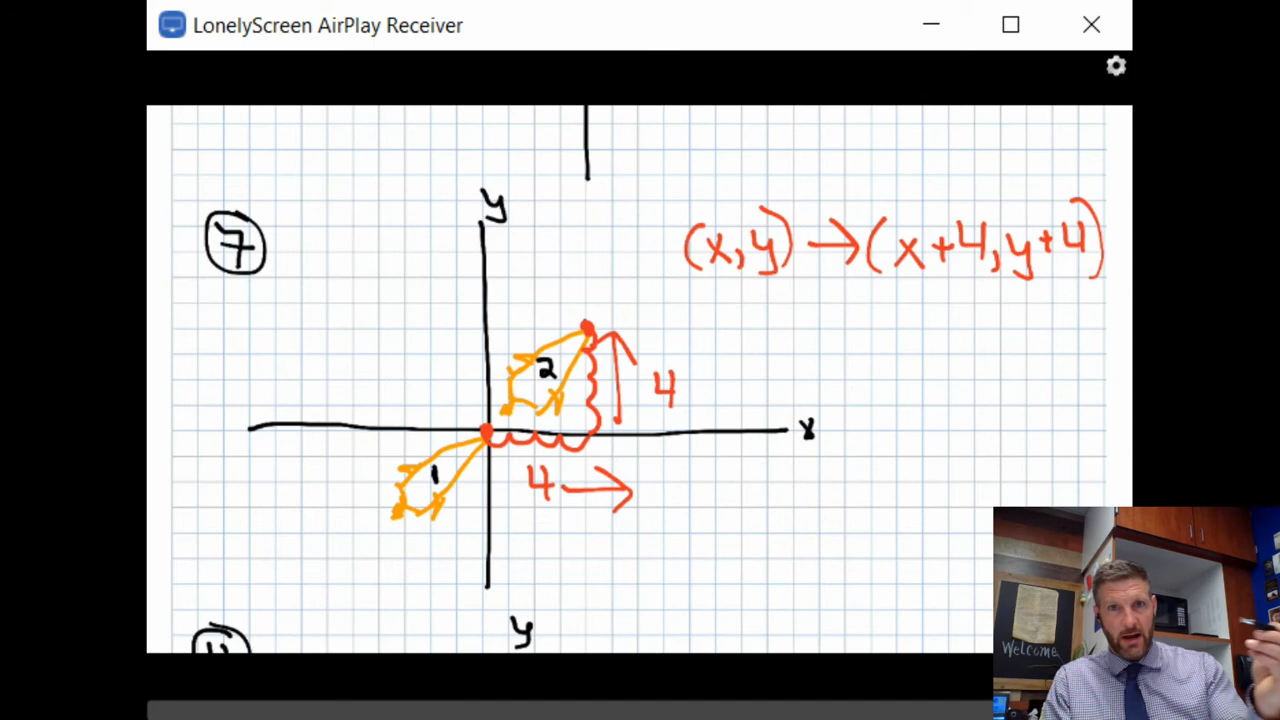 LonelyScreen AirPlay Receiver
y
7
(x,y) → (x+4,y+4)
2
4
x
1
4 →
y
Welcome